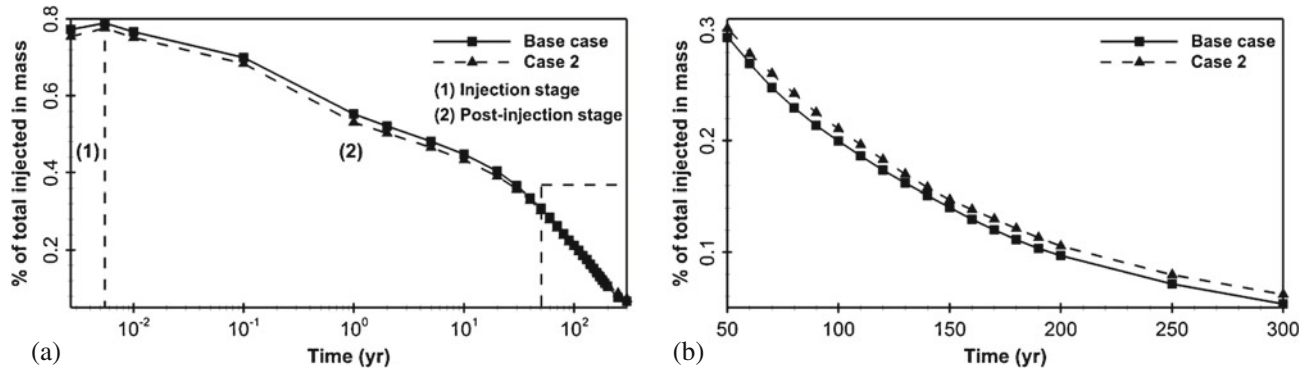 % of total injected in mass
0.8
0.6
0.4
0.2
Base case
Case 2
(1) Injection stage
(2) Post-injection stage
(1)
(2)
10⁻² 10⁻¹ 10⁰ 10¹ 10²
Time (yr)
(a)
% of total injected in mass
0.3
0.2
0.1
Base case
Case 2
50 100 150 200 250 300
Time (yr)
(b)